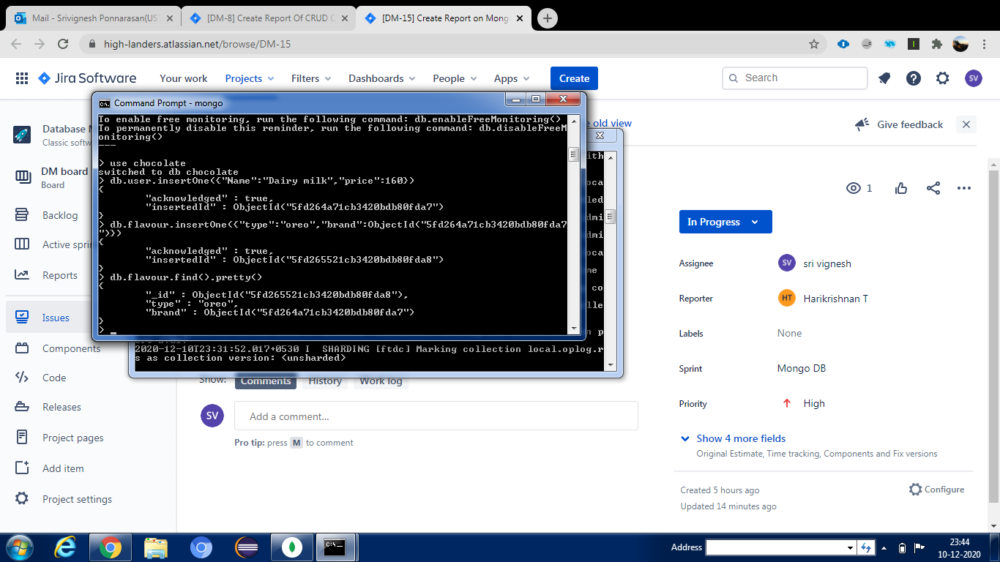 Mail - Srivignesh Ponnarasan(UST
[DM-8] Create Report Of CRUD O
[DM-15] Create Report on Mong
high-landers.atlassian.net/browse/DM-15
Jira Software
Your work
Projects
Filters
Dashboards
People
Apps
Create
Search
SV
Database M
Classic softw
DM board
Board
Backlog
Active sprin
Reports
Issues
Components
Code
Releases
Project pages
Add item
Project settings
e old view
Give feedback
Command Prompt - mongo
To enable free monitoring, run the following command: db.enableFreeMonitoring()
To permanently disable this reminder, run the following command: db.disableFreeM
onitoring()
---
> use chocolate
switched to db chocolate
> db.user.insertOne({"Name":"Dairy milk","price":160})
{
"acknowledged" : true,
"insertedId" : ObjectId("5fd264a71cb3420bdb80fda7")
}
> db.flavour.insertOne({"type":"oreo","brand":ObjectId("5fd264a71cb3420bdb80fda7
")})
{
"acknowledged" : true,
"insertedId" : ObjectId("5fd265521cb3420bdb80fda8")
}
> db.flavour.find().pretty()
{
"_id" : ObjectId("5fd265521cb3420bdb80fda8"),
"type" : "oreo",
"brand" : ObjectId("5fd264a71cb3420bdb80fda7")
}
>
ith
loca
led
dmi
dmi
oca
me
co
lle
n p
2020-12-10T23:31:52.017+0530 I  SHARDING [ftdc] Marking collection local.oplog.r
s as collection version: <unsharded>
Show:
Comments
History
Work log
SV
Add a comment...
Pro tip: press M to comment
1
In Progress
Assignee
SV
sri vignesh
Reporter
HT
Harikrishnan T
Labels
None
Sprint
Mongo DB
Priority
High
Show 4 more fields
Original Estimate, Time tracking, Components and Fix versions
Created 5 hours ago
Updated 14 minutes ago
Configure
Address
23:44
10-12-2020